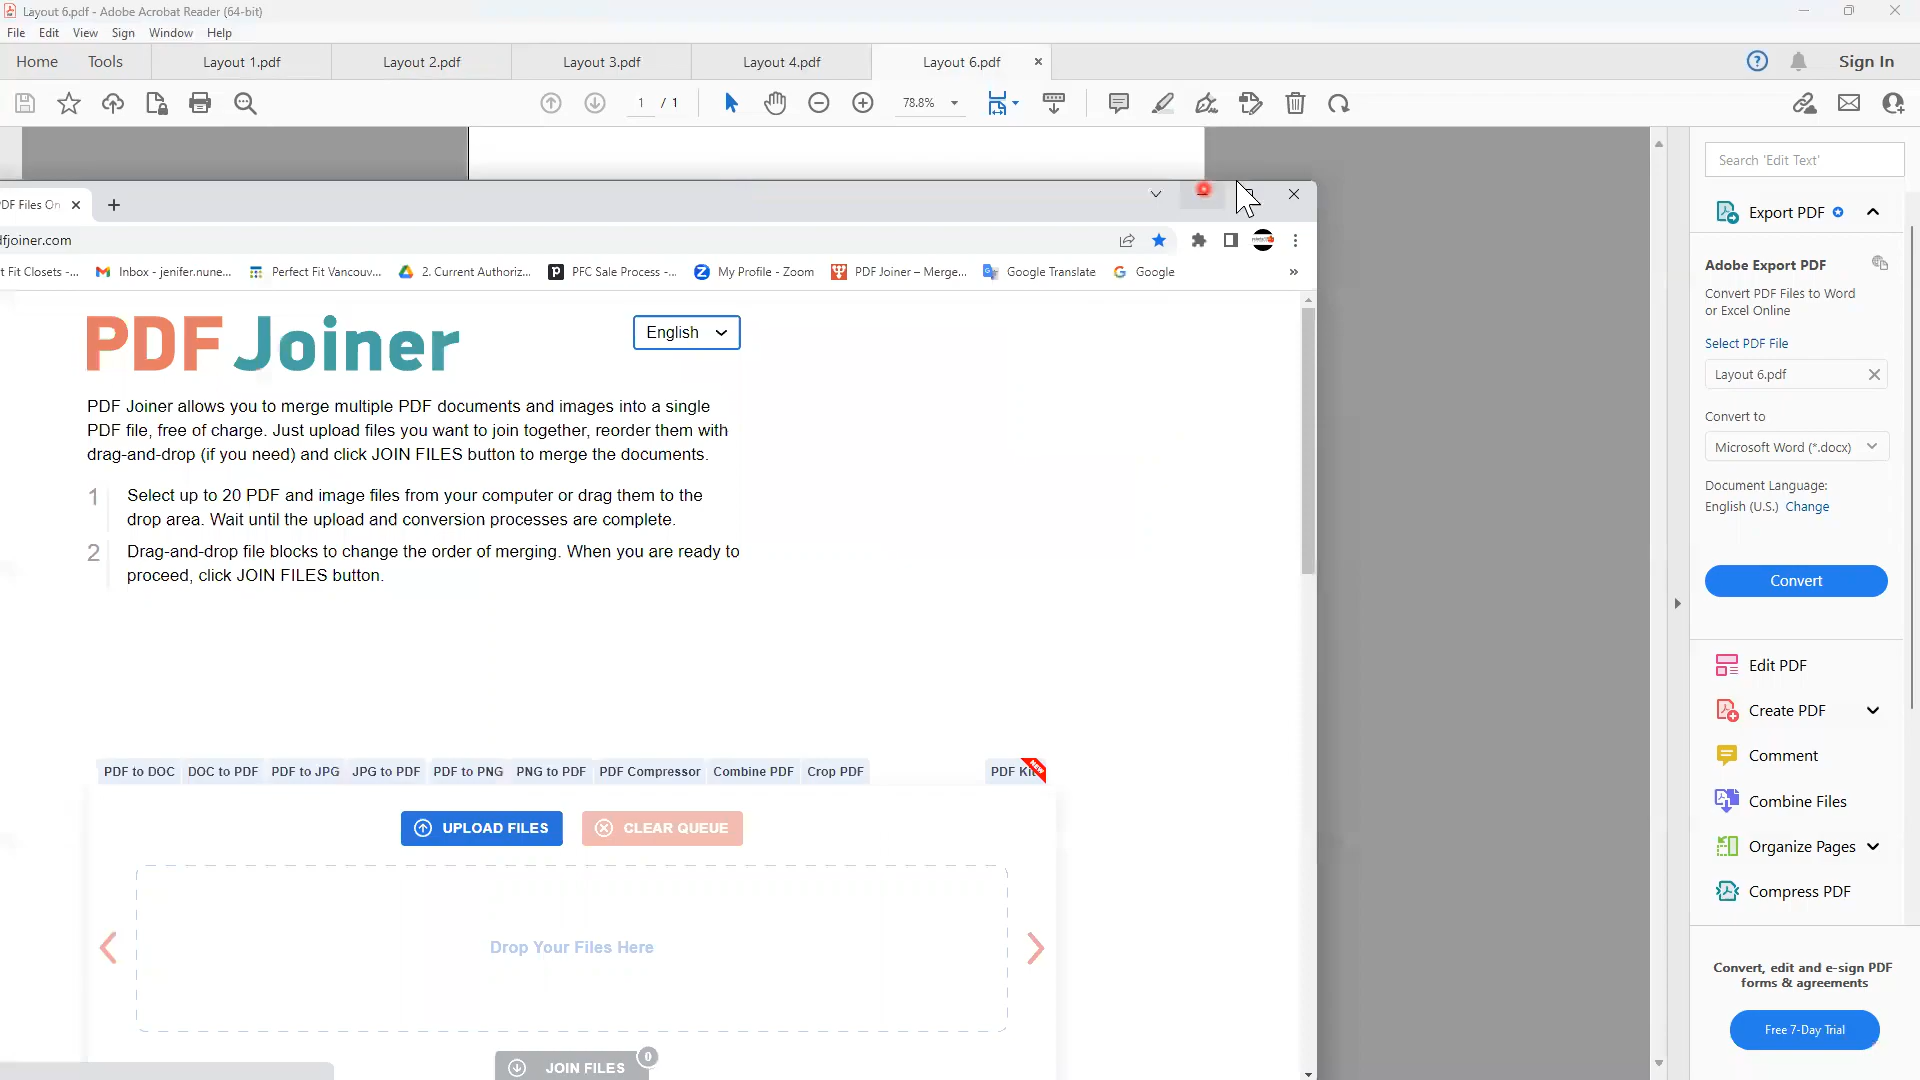 Layout 6.pdf - Adobe Acrobat Reader (64-bit)
File Edit View Sign Window Help
Home Tools Layout 1.pdf Layout 2.pdf Layout 3.pdf Layout 4.pdf Layout 6.pdf Sign In
1 / 1 78.8%
Search 'Edit Text'
DF Files On
fjoiner.com
t Fit Closets -... Inbox - jenifer.nune... Perfect Fit Vancouv... 2. Current Authoriz... PFC Sale Process -... My Profile - Zoom PDF Joiner – Merge... Google Translate Google »
PDF Joiner
English
PDF Joiner allows you to merge multiple PDF documents and images into a single
PDF file, free of charge. Just upload files you want to join together, reorder them with
drag-and-drop (if you need) and click JOIN FILES button to merge the documents.
1 Select up to 20 PDF and image files from your computer or drag them to the
drop area. Wait until the upload and conversion processes are complete.
2 Drag-and-drop file blocks to change the order of merging. When you are ready to
proceed, click JOIN FILES button.
PDF to DOC DOC to PDF PDF to JPG JPG to PDF PDF to PNG PNG to PDF PDF Compressor Combine PDF Crop PDF PDF Kit NEW
UPLOAD FILES CLEAR QUEUE
Drop Your Files Here
JOIN FILES 0
Export PDF
Adobe Export PDF
Convert PDF Files to Word
or Excel Online
Select PDF File
Layout 6.pdf
Convert to
Microsoft Word (*.docx)
Document Language:
English (U.S.) Change
Convert
Edit PDF
Create PDF
Comment
Combine Files
Organize Pages
Compress PDF
Convert, edit and e-sign PDF
forms & agreements
Free 7-Day Trial